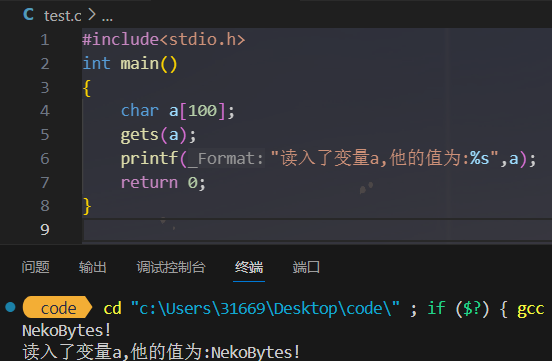 C test.c > ...
1 #include<stdio.h>
2 int main()
3 {
4 char a[100];
5 gets(a);
6 printf(_Format:"读入了变量a,他的值为:%s",a);
7 return 0;
8 }
9
问题 输出 调试控制台 终端 端口
code cd "c:\Users\31669\Desktop\code\" ; if ($?) { gcc
NekoBytes!
读入了变量a,他的值为:NekoBytes!